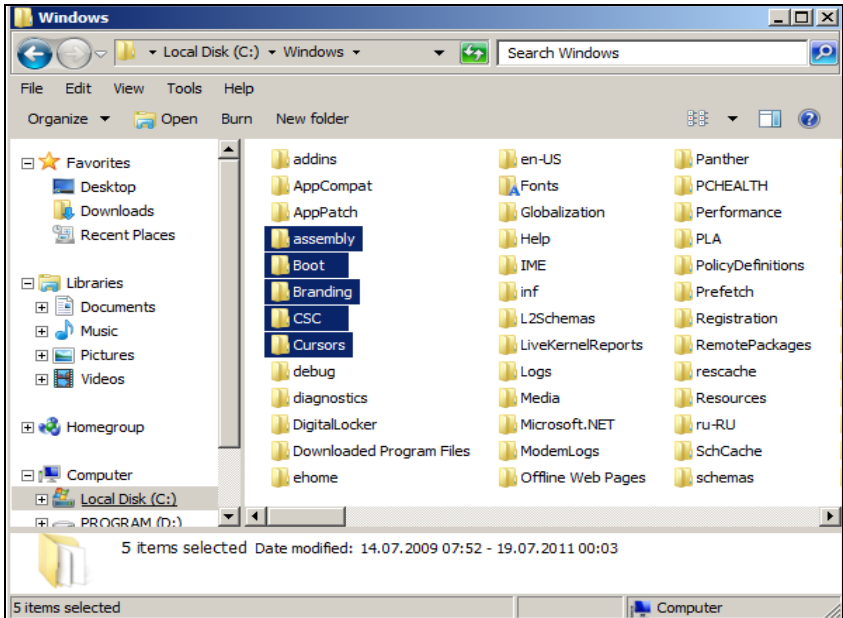 Windows
Local Disk (C:) Windows
Search Windows
File Edit View Tools Help
Organize Open Burn New folder
Favorites
Desktop
Downloads
Recent Places
Libraries
Documents
Music
Pictures
Videos
Homegroup
Computer
Local Disk (C:)
PROGRAM (D:)
addins
AppCompat
AppPatch
assembly
Boot
Branding
CSC
Cursors
debug
diagnostics
DigitalLocker
Downloaded Program Files
ehome
en-US
Fonts
Globalization
Help
IME
inf
L2Schemas
LiveKernelReports
Logs
Media
Microsoft.NET
ModemLogs
Offline Web Pages
Panther
PCHEALTH
Performance
PLA
PolicyDefinitions
Prefetch
Registration
RemotePackages
rescache
Resources
ru-RU
SchCache
schemas
5 items selected Date modified: 14.07.2009 07:52 - 19.07.2011 00:03
5 items selected
Computer